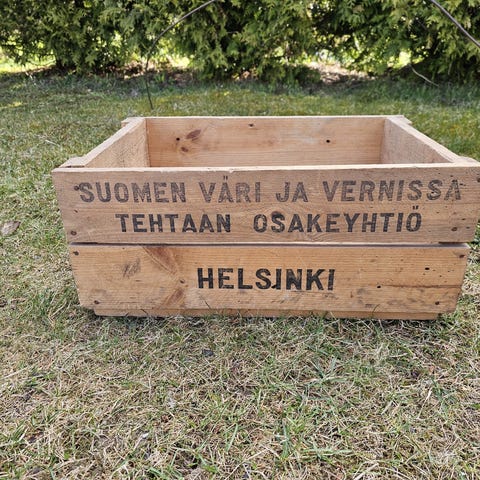 SUOMEN VÄRI JA VERNISSA
TEHTAAN OSAKEYHTIÖ
HELSINKI